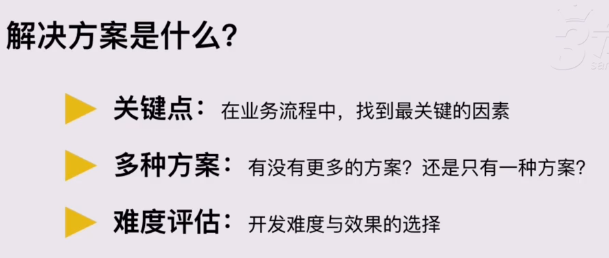 解决方案是什么?
关键点：在业务流程中，找到最关键的因素
多种方案：有没有更多的方案？还是只有一种方案？
难度评估：开发难度与效果的选择